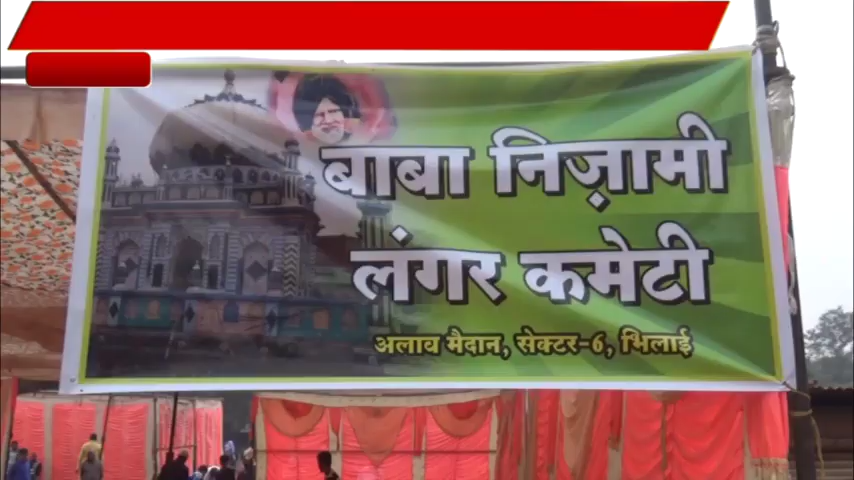 बाबा निज़ामी
लंगर कमेटी
अलाव मैदान, सेक्टर-6, भिलाई